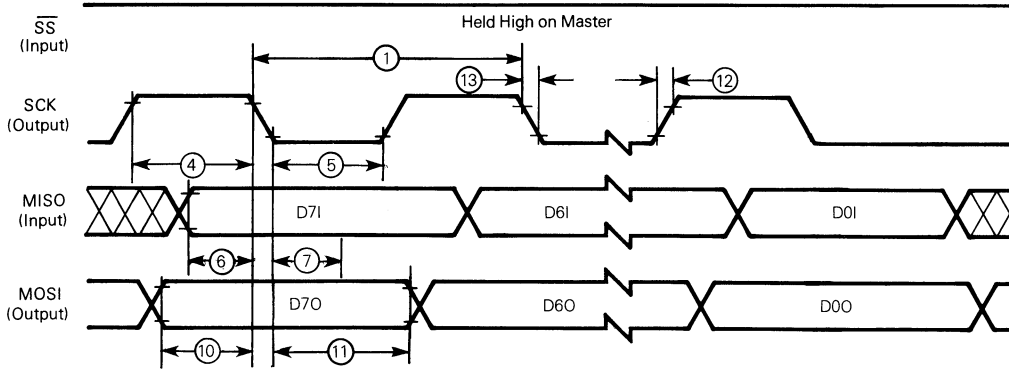 Held High on Master
SS
(Input)
1
13
12
SCK
(Output)
4
5
MISO
(Input)
D7I
D6I
D0I
6
7
MOSI
(Output)
D7O
D6O
D0O
10
11